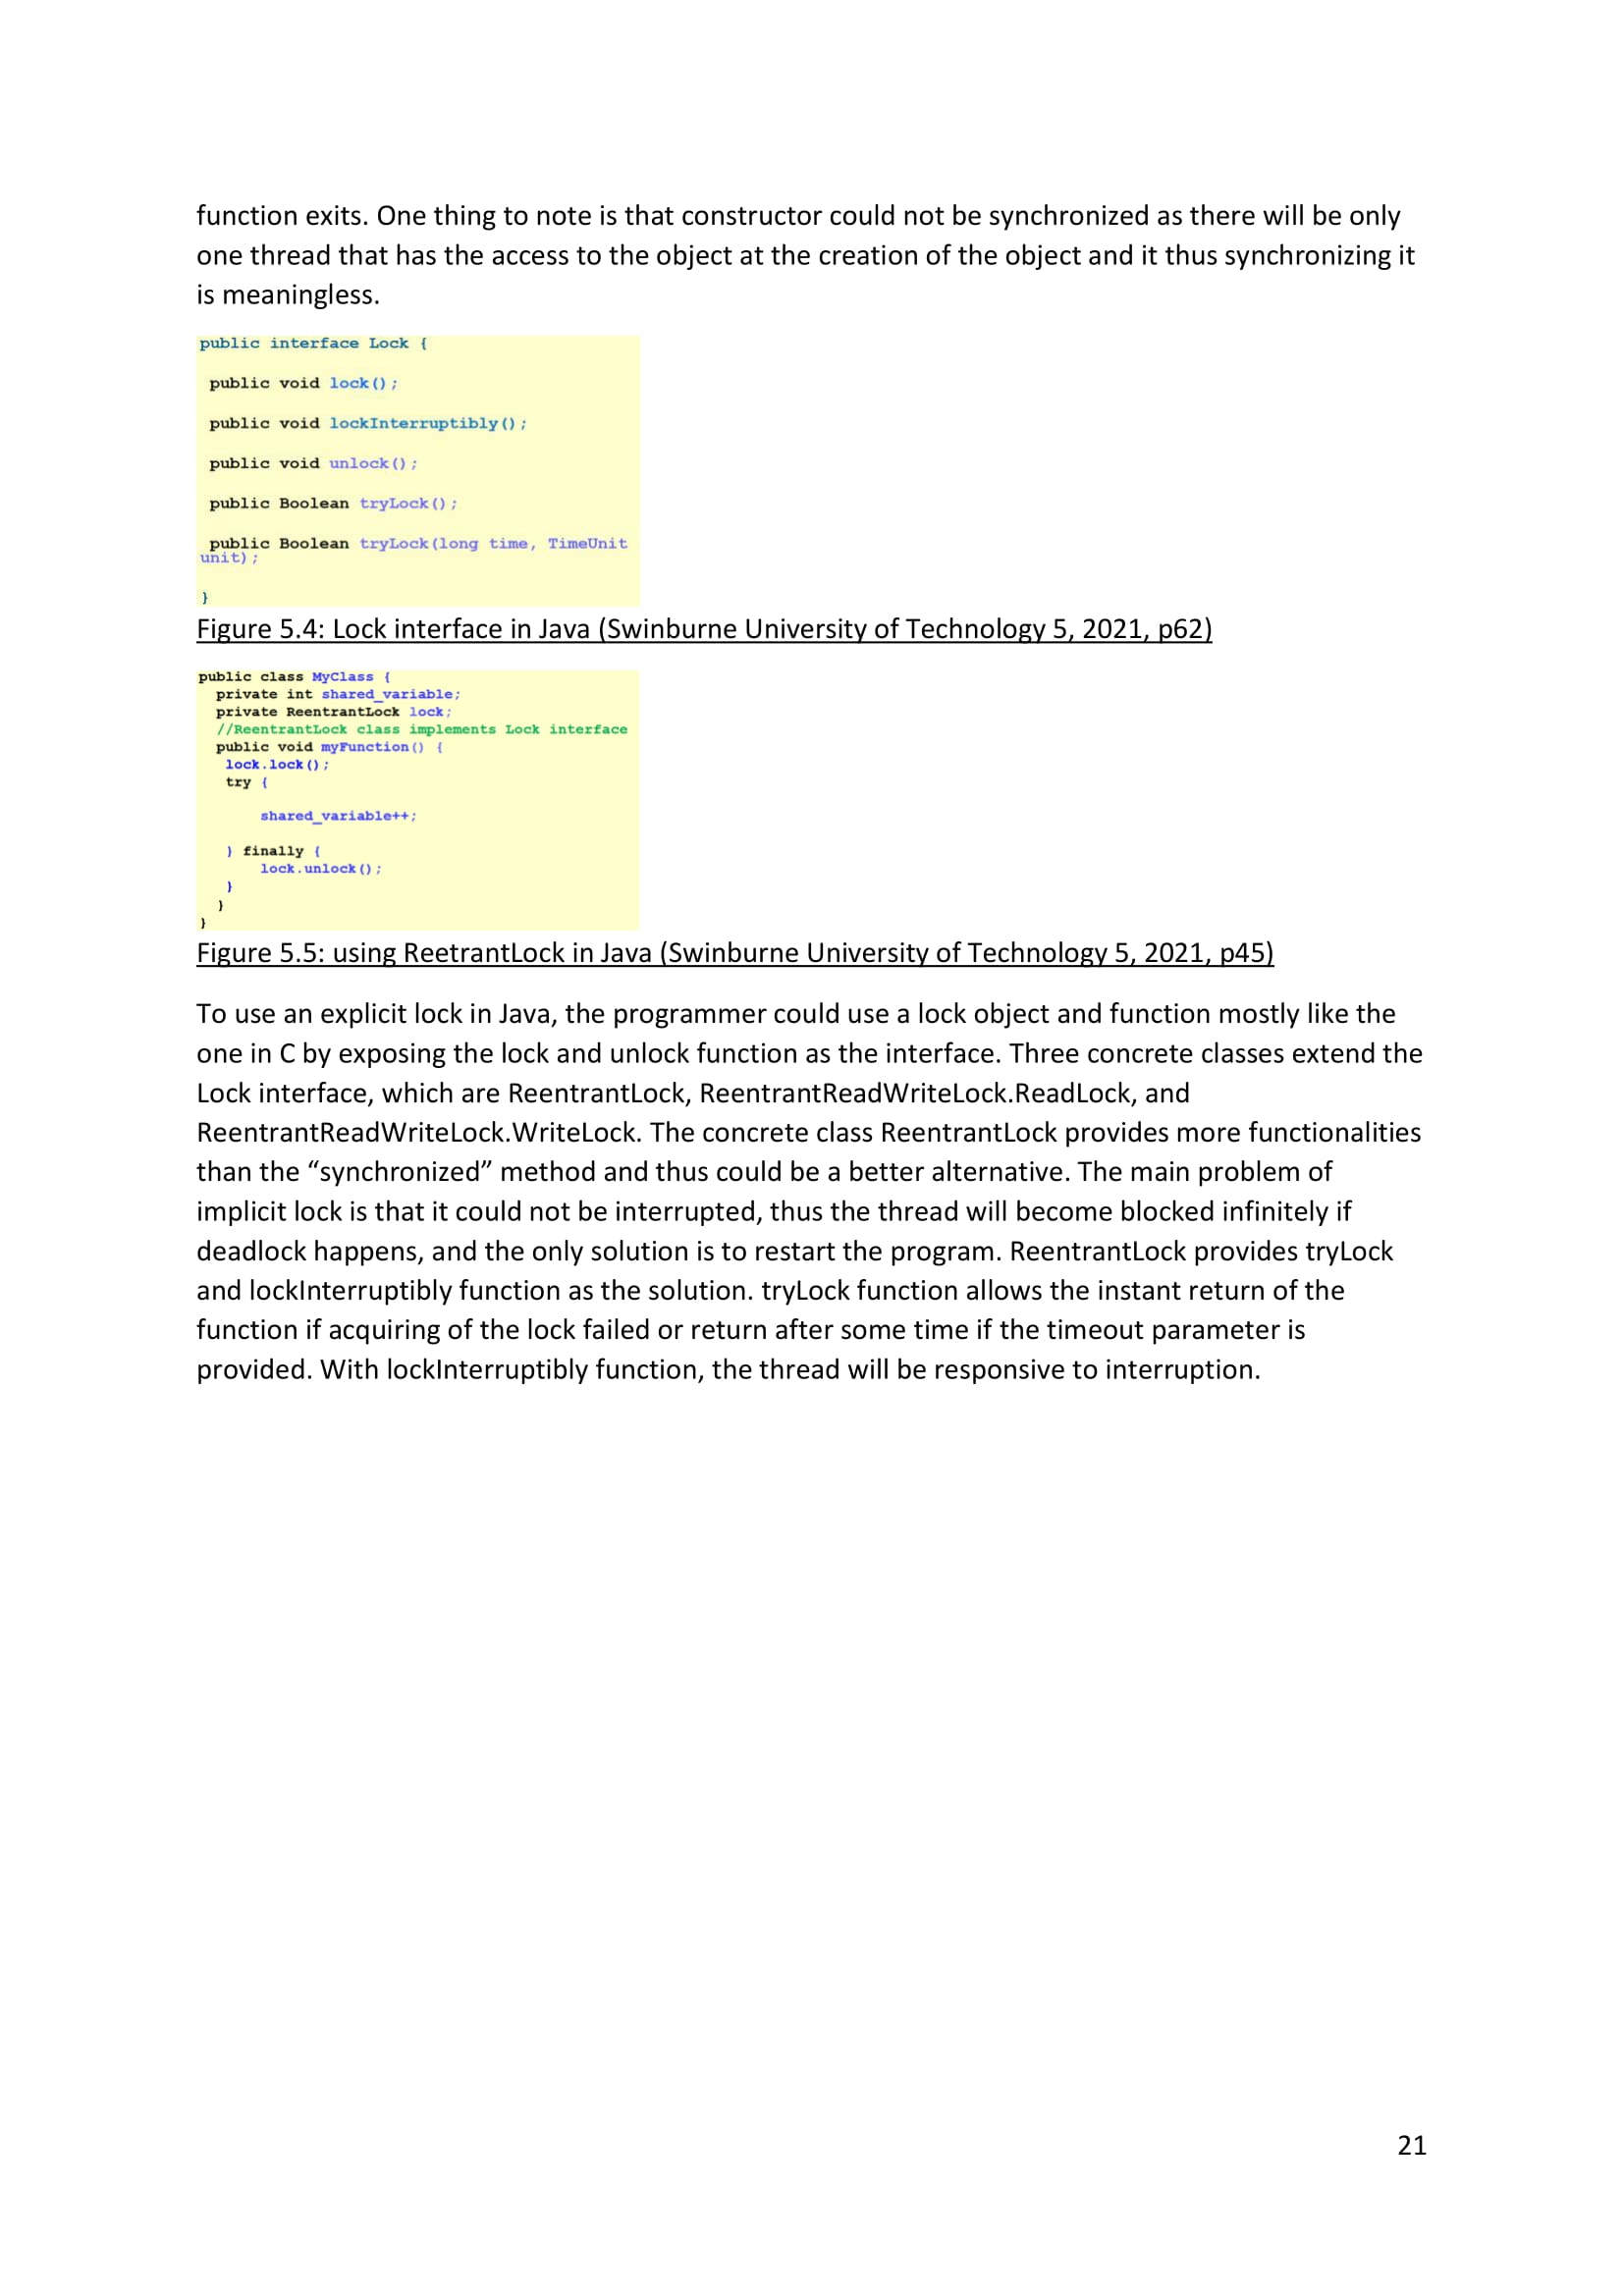 function exits. One thing to note is that constructor could not be synchronized as there will be only
one thread that has the access to the object at the creation of the object and it thus synchronizing it
is meaningless.
public interface Lock {
public void lock();
public void lockInterruptibly();
public void unlock();
public Boolean tryLock();
public Boolean tryLock(long time, TimeUnit
unit);
}
Figure 5.4: Lock interface in Java (Swinburne University of Technology 5, 2021, p62)
public class MyClass {
private int shared_variable;
private ReentrantLock lock;
//ReentrantLock class implements Lock interface
public void myFunction() {
lock.lock();
try {
shared_variable++;
} finally {
lock.unlock();
}
}
}
Figure 5.5: using ReetrantLock in Java (Swinburne University of Technology 5, 2021, p45)
To use an explicit lock in Java, the programmer could use a lock object and function mostly like the
one in C by exposing the lock and unlock function as the interface. Three concrete classes extend the
Lock interface, which are ReentrantLock, ReentrantReadWriteLock.ReadLock, and
ReentrantReadWriteLock.WriteLock. The concrete class ReentrantLock provides more functionalities
than the “synchronized” method and thus could be a better alternative. The main problem of
implicit lock is that it could not be interrupted, thus the thread will become blocked infinitely if
deadlock happens, and the only solution is to restart the program. ReentrantLock provides tryLock
and lockInterruptibly function as the solution. tryLock function allows the instant return of the
function if acquiring of the lock failed or return after some time if the timeout parameter is
provided. With lockInterruptibly function, the thread will be responsive to interruption.
21